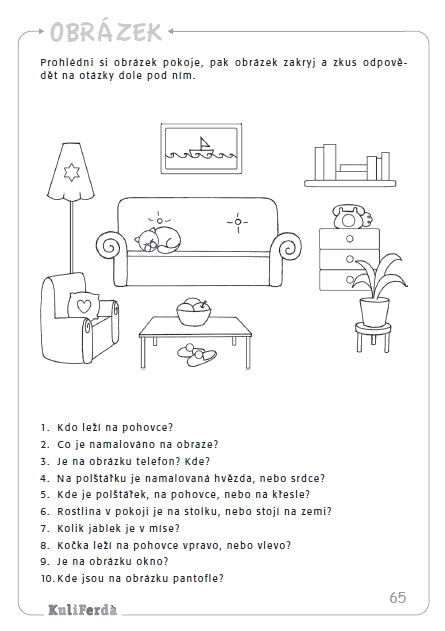 OBRÁZEK
Prohlédni si obrázek pokoje, pak obrázek zakryj a zkus odpově-
dět na otázky dole pod ním.
1. Kdo leží na pohovce?
2. Co je namalováno na obraze?
3. Je na obrázku telefon? Kde?
4. Na polštářku je namalovaná hvězda, nebo srdce?
5. Kde je polštářek, na pohovce, nebo na křesle?
6. Rostlina v pokoji je na stolku, nebo stojí na zemi?
7. Kolik jablek je v míse?
8. Kočka leží na pohovce vpravo, nebo vlevo?
9. Je na obrázku okno?
10. Kde jsou na obrázku pantofle?
65
KuliFerda